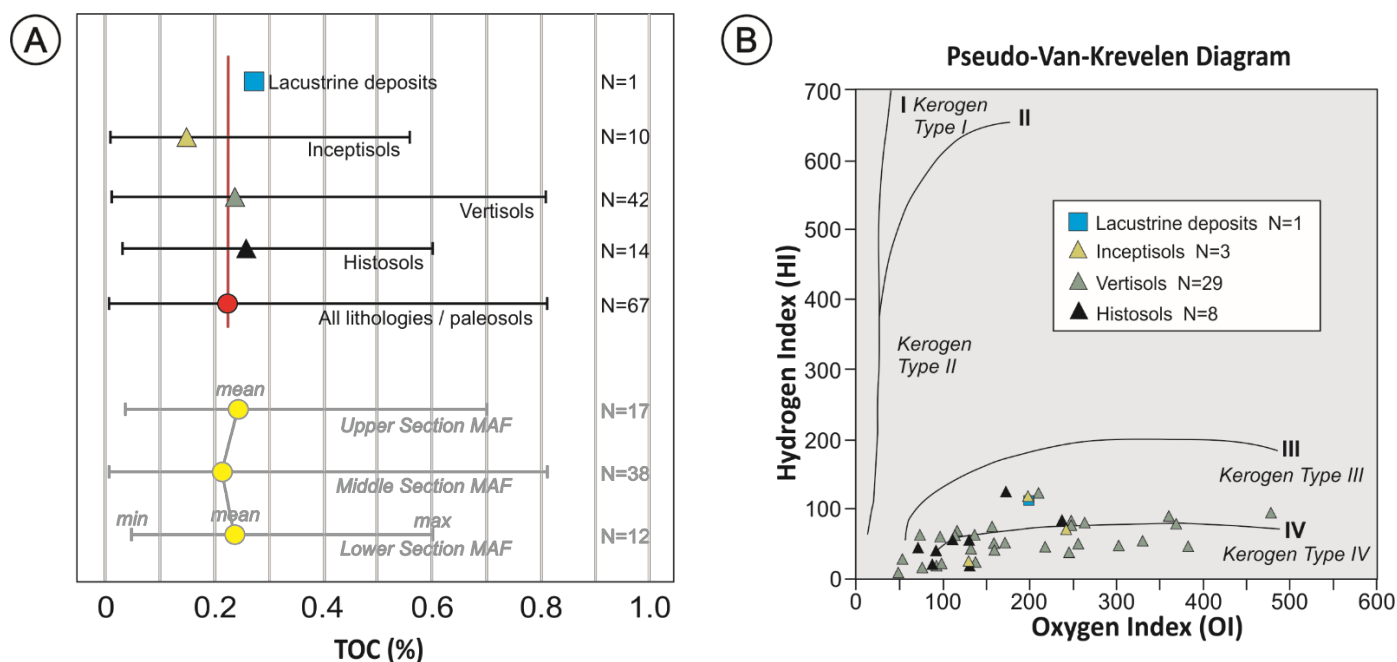 A
Lacustrine deposits
N=1
Inceptisols
N=10
Vertisols
N=42
Histosols
N=14
All lithologies / paleosols
N=67
mean
Upper Section MAF
N=17
Middle Section MAF
N=38
min
mean
max
Lower Section MAF
N=12
0
0.2
0.4
0.6
0.8
1.0
TOC (%)
B
Pseudo-Van-Krevelen Diagram
Hydrogen Index (HI)
700
600
500
400
300
200
100
0
I Kerogen
Type I
II
Lacustrine deposits N=1
Inceptisols N=3
Vertisols N=29
Histosols N=8
Kerogen
Type II
III
Kerogen Type III
IV
Kerogen Type IV
0
100
200
300
400
500
600
Oxygen Index (OI)